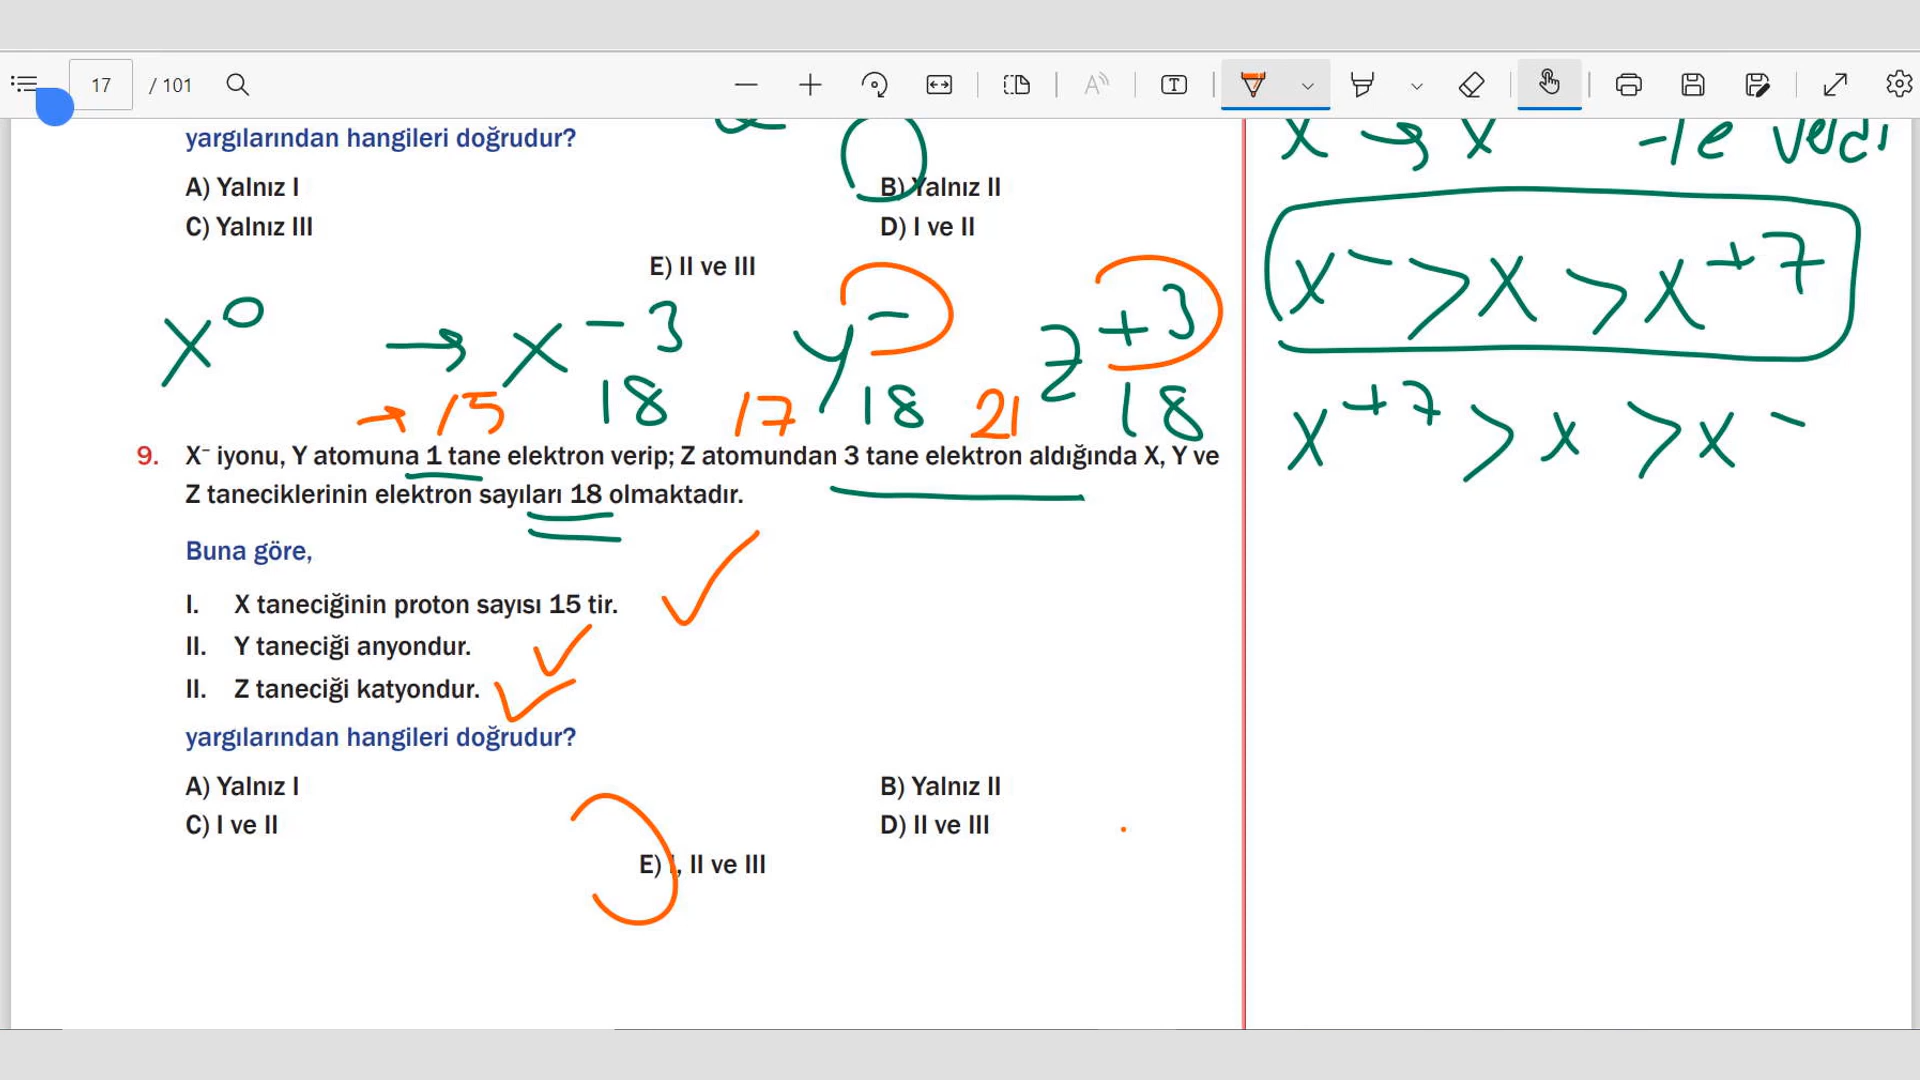 17 / 101
yargılarından hangileri doğrudur?
A) Yalnız I B) Yalnız II
C) Yalnız III D) I ve II
E) II ve III
X⁰ → X⁻³ Y⁻ Z⁺³
→ 15 18 17 18 21 18
9. X⁻ iyonu, Y atomuna 1 tane elektron verip; Z atomundan 3 tane elektron aldığında X, Y ve
Z taneciklerinin elektron sayıları 18 olmaktadır.
Buna göre,
I. X taneciğinin proton sayısı 15 tir.
II. Y taneciği anyondur.
II. Z taneciği katyondur.
yargılarından hangileri doğrudur?
A) Yalnız I B) Yalnız II
C) I ve II D) II ve III
E) I, II ve III
X → X -1e verdi
X⁻ > X > X⁺⁷
X⁺⁷ > X > X⁻